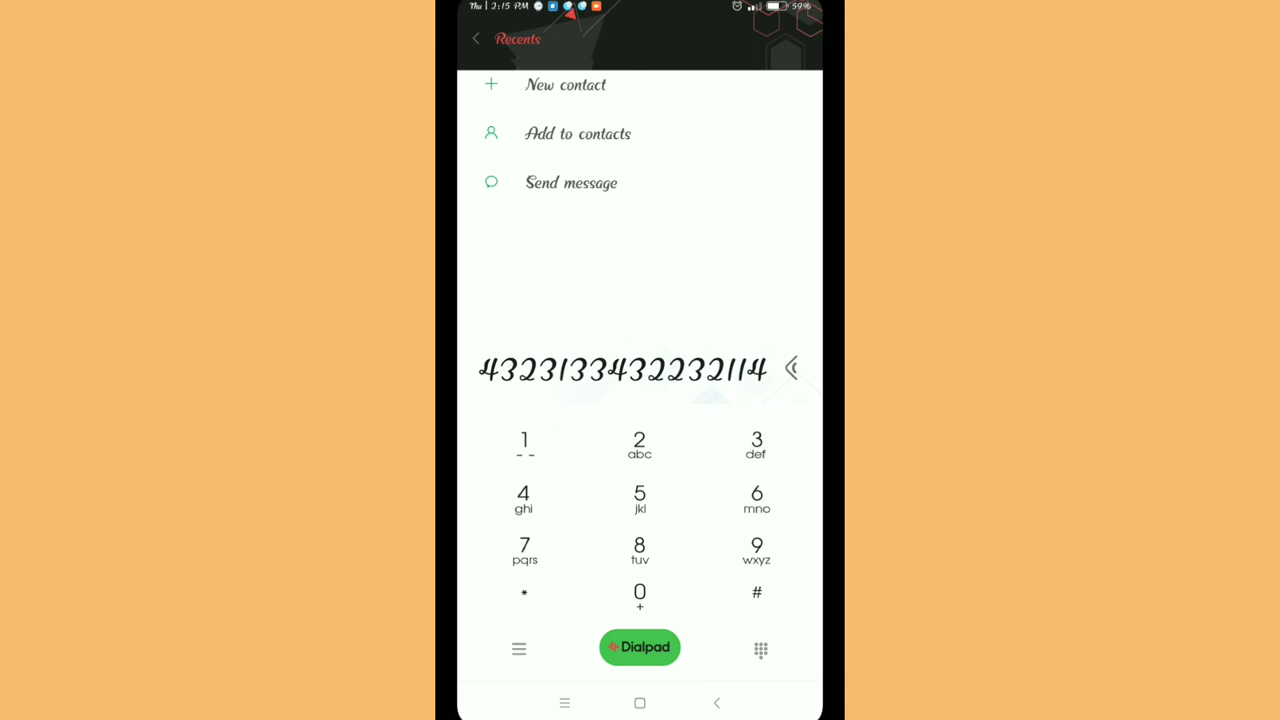 Thu | 2:15 PM 59%
Recents
New contact
Add to contacts
Send message
4323133432232114
1 2 3
abc def
4 5 6
ghi jkl mno
7 8 9
pqrs tuv wxyz
* 0 #
+
Dialpad